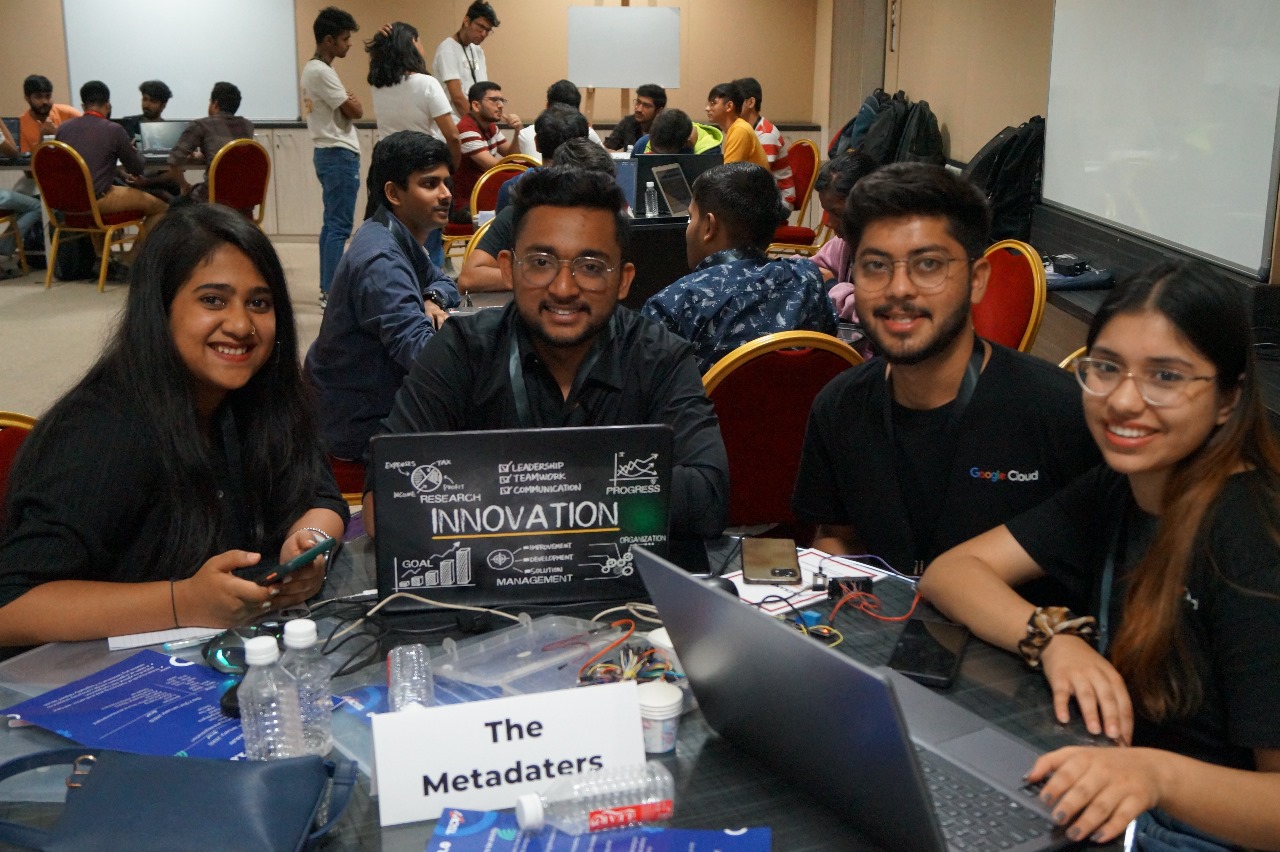 Google Cloud
EXPENSES
TAX
INCOME
PROFIT
RESEARCH
LEADERSHIP
TEAMWORK
COMMUNICATION
PROGRESS
INNOVATION
GOAL
IMPROVEMENT
DEVELOPMENT
SOLUTION
MANAGEMENT
ORGANIZATION
The
Metadaters